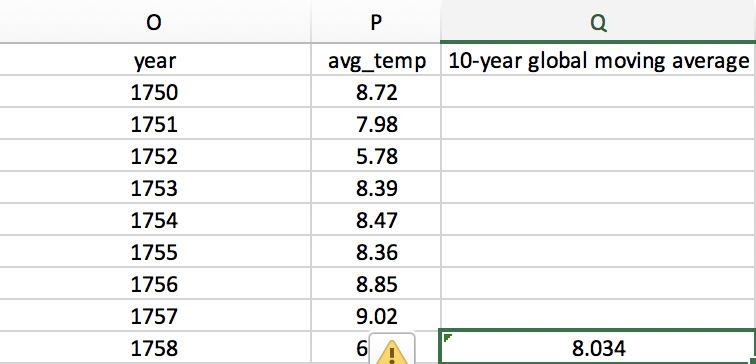 O P Q
year avg_temp 10-year global moving average
1750 8.72
1751 7.98
1752 5.78
1753 8.39
1754 8.47
1755 8.36
1756 8.85
1757 9.02
1758 6 8.034